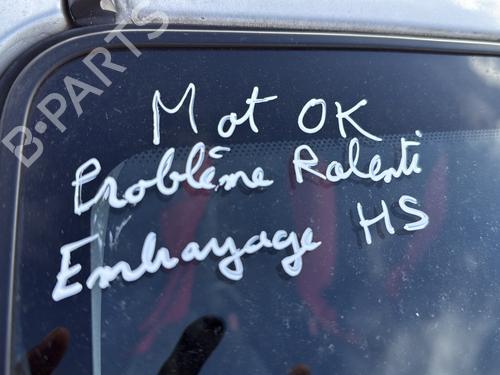 B-PARTS
Mot OK
Problème Ralenti
Embrayage HS